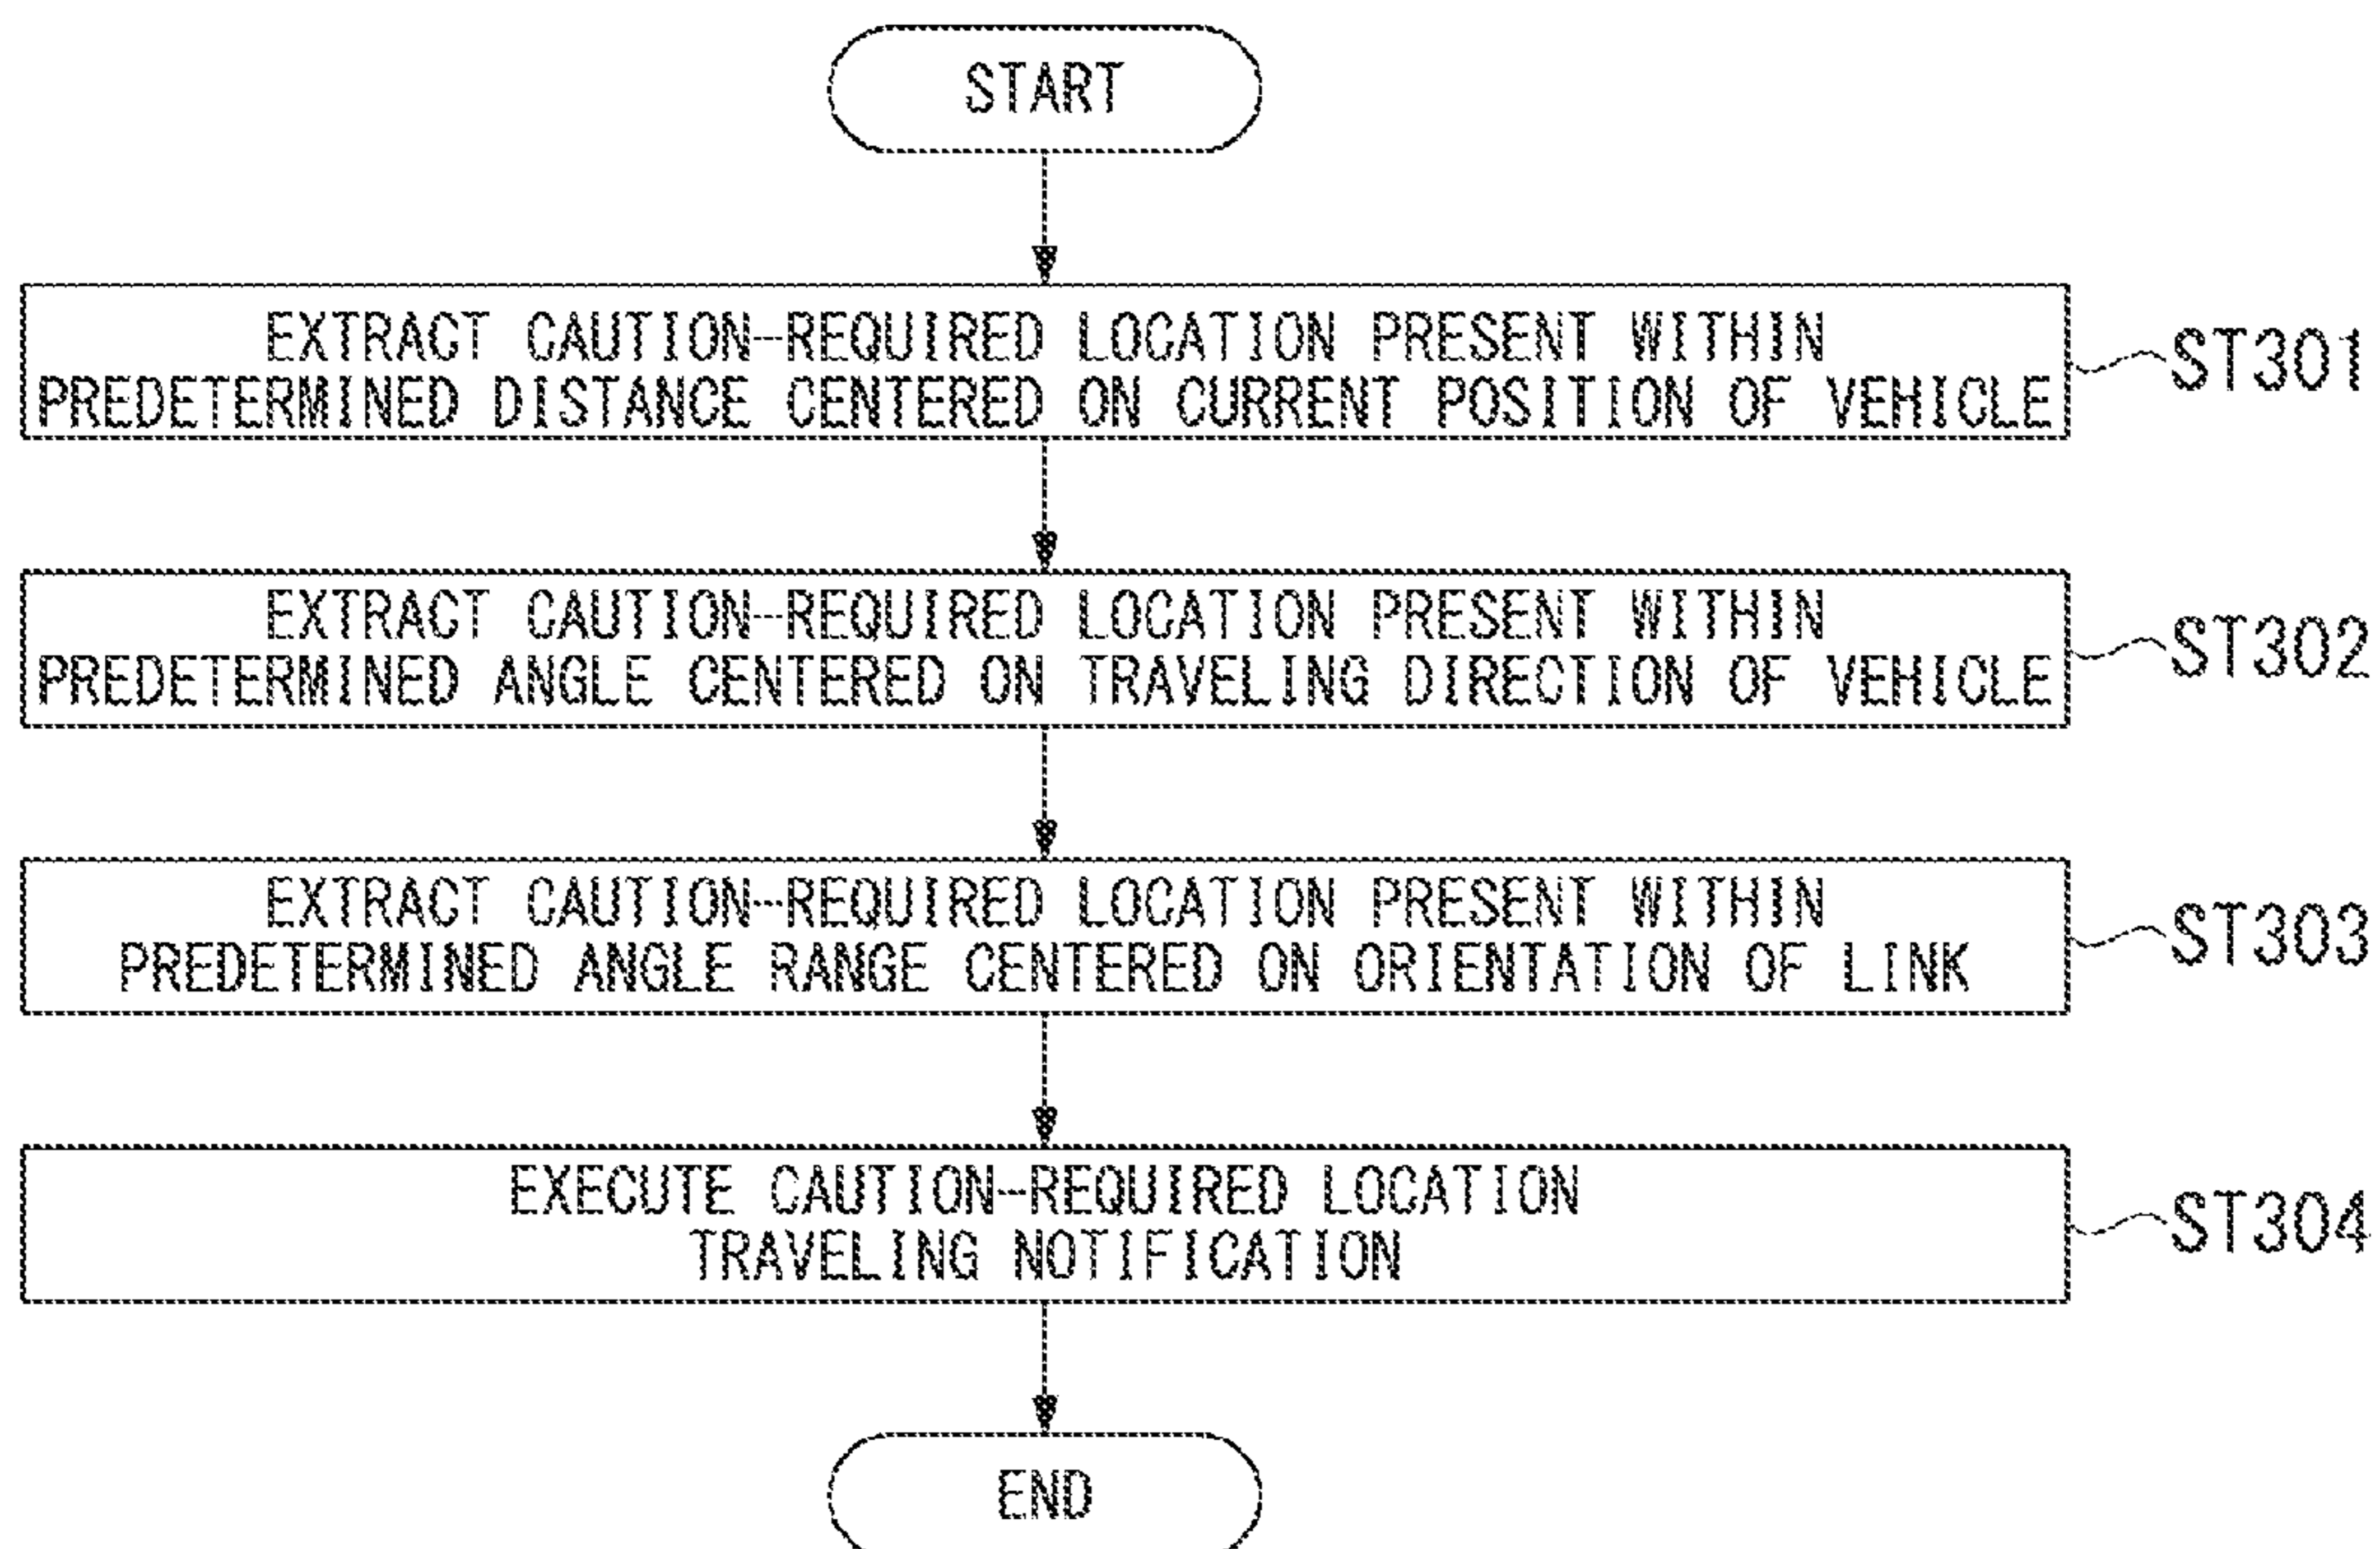 START
EXTRACT CAUTION-REQUIRED LOCATION PRESENT WITHIN
PREDETERMINED DISTANCE CENTERED ON CURRENT POSITION OF VEHICLE
ST301
EXTRACT CAUTION-REQUIRED LOCATION PRESENT WITHIN
PREDETERMINED ANGLE CENTERED ON TRAVELING DIRECTION OF VEHICLE
ST302
EXTRACT CAUTION-REQUIRED LOCATION PRESENT WITHIN
PREDETERMINED ANGLE RANGE CENTERED ON ORIENTATION OF LINK
ST303
EXECUTE CAUTION-REQUIRED LOCATION
TRAVELING NOTIFICATION
ST304
END